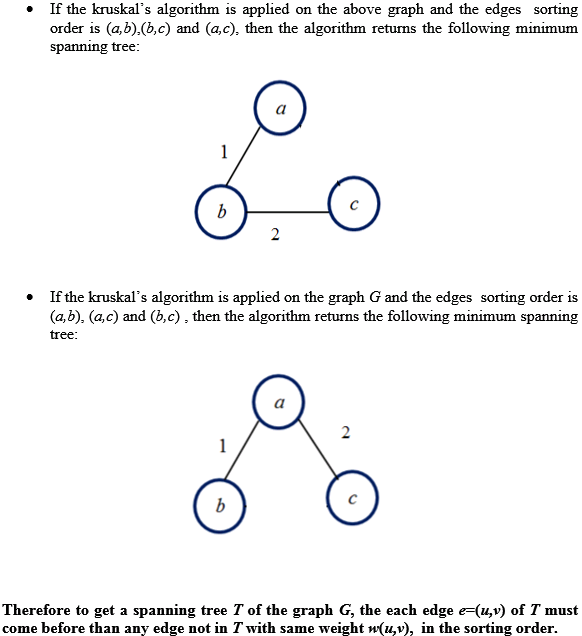 • If the kruskal's algorithm is applied on the above graph and the edges sorting
order is (a,b),(b,c) and (a,c), then the algorithm returns the following minimum
spanning tree:
a
1
b
c
2
• If the kruskal's algorithm is applied on the graph G and the edges sorting order is
(a,b), (a,c) and (b,c) , then the algorithm returns the following minimum spanning
tree:
a
2
1
b
c
Therefore to get a spanning tree T of the graph G, the each edge e=(u,v) of T must
come before than any edge not in T with same weight w(u,v), in the sorting order.